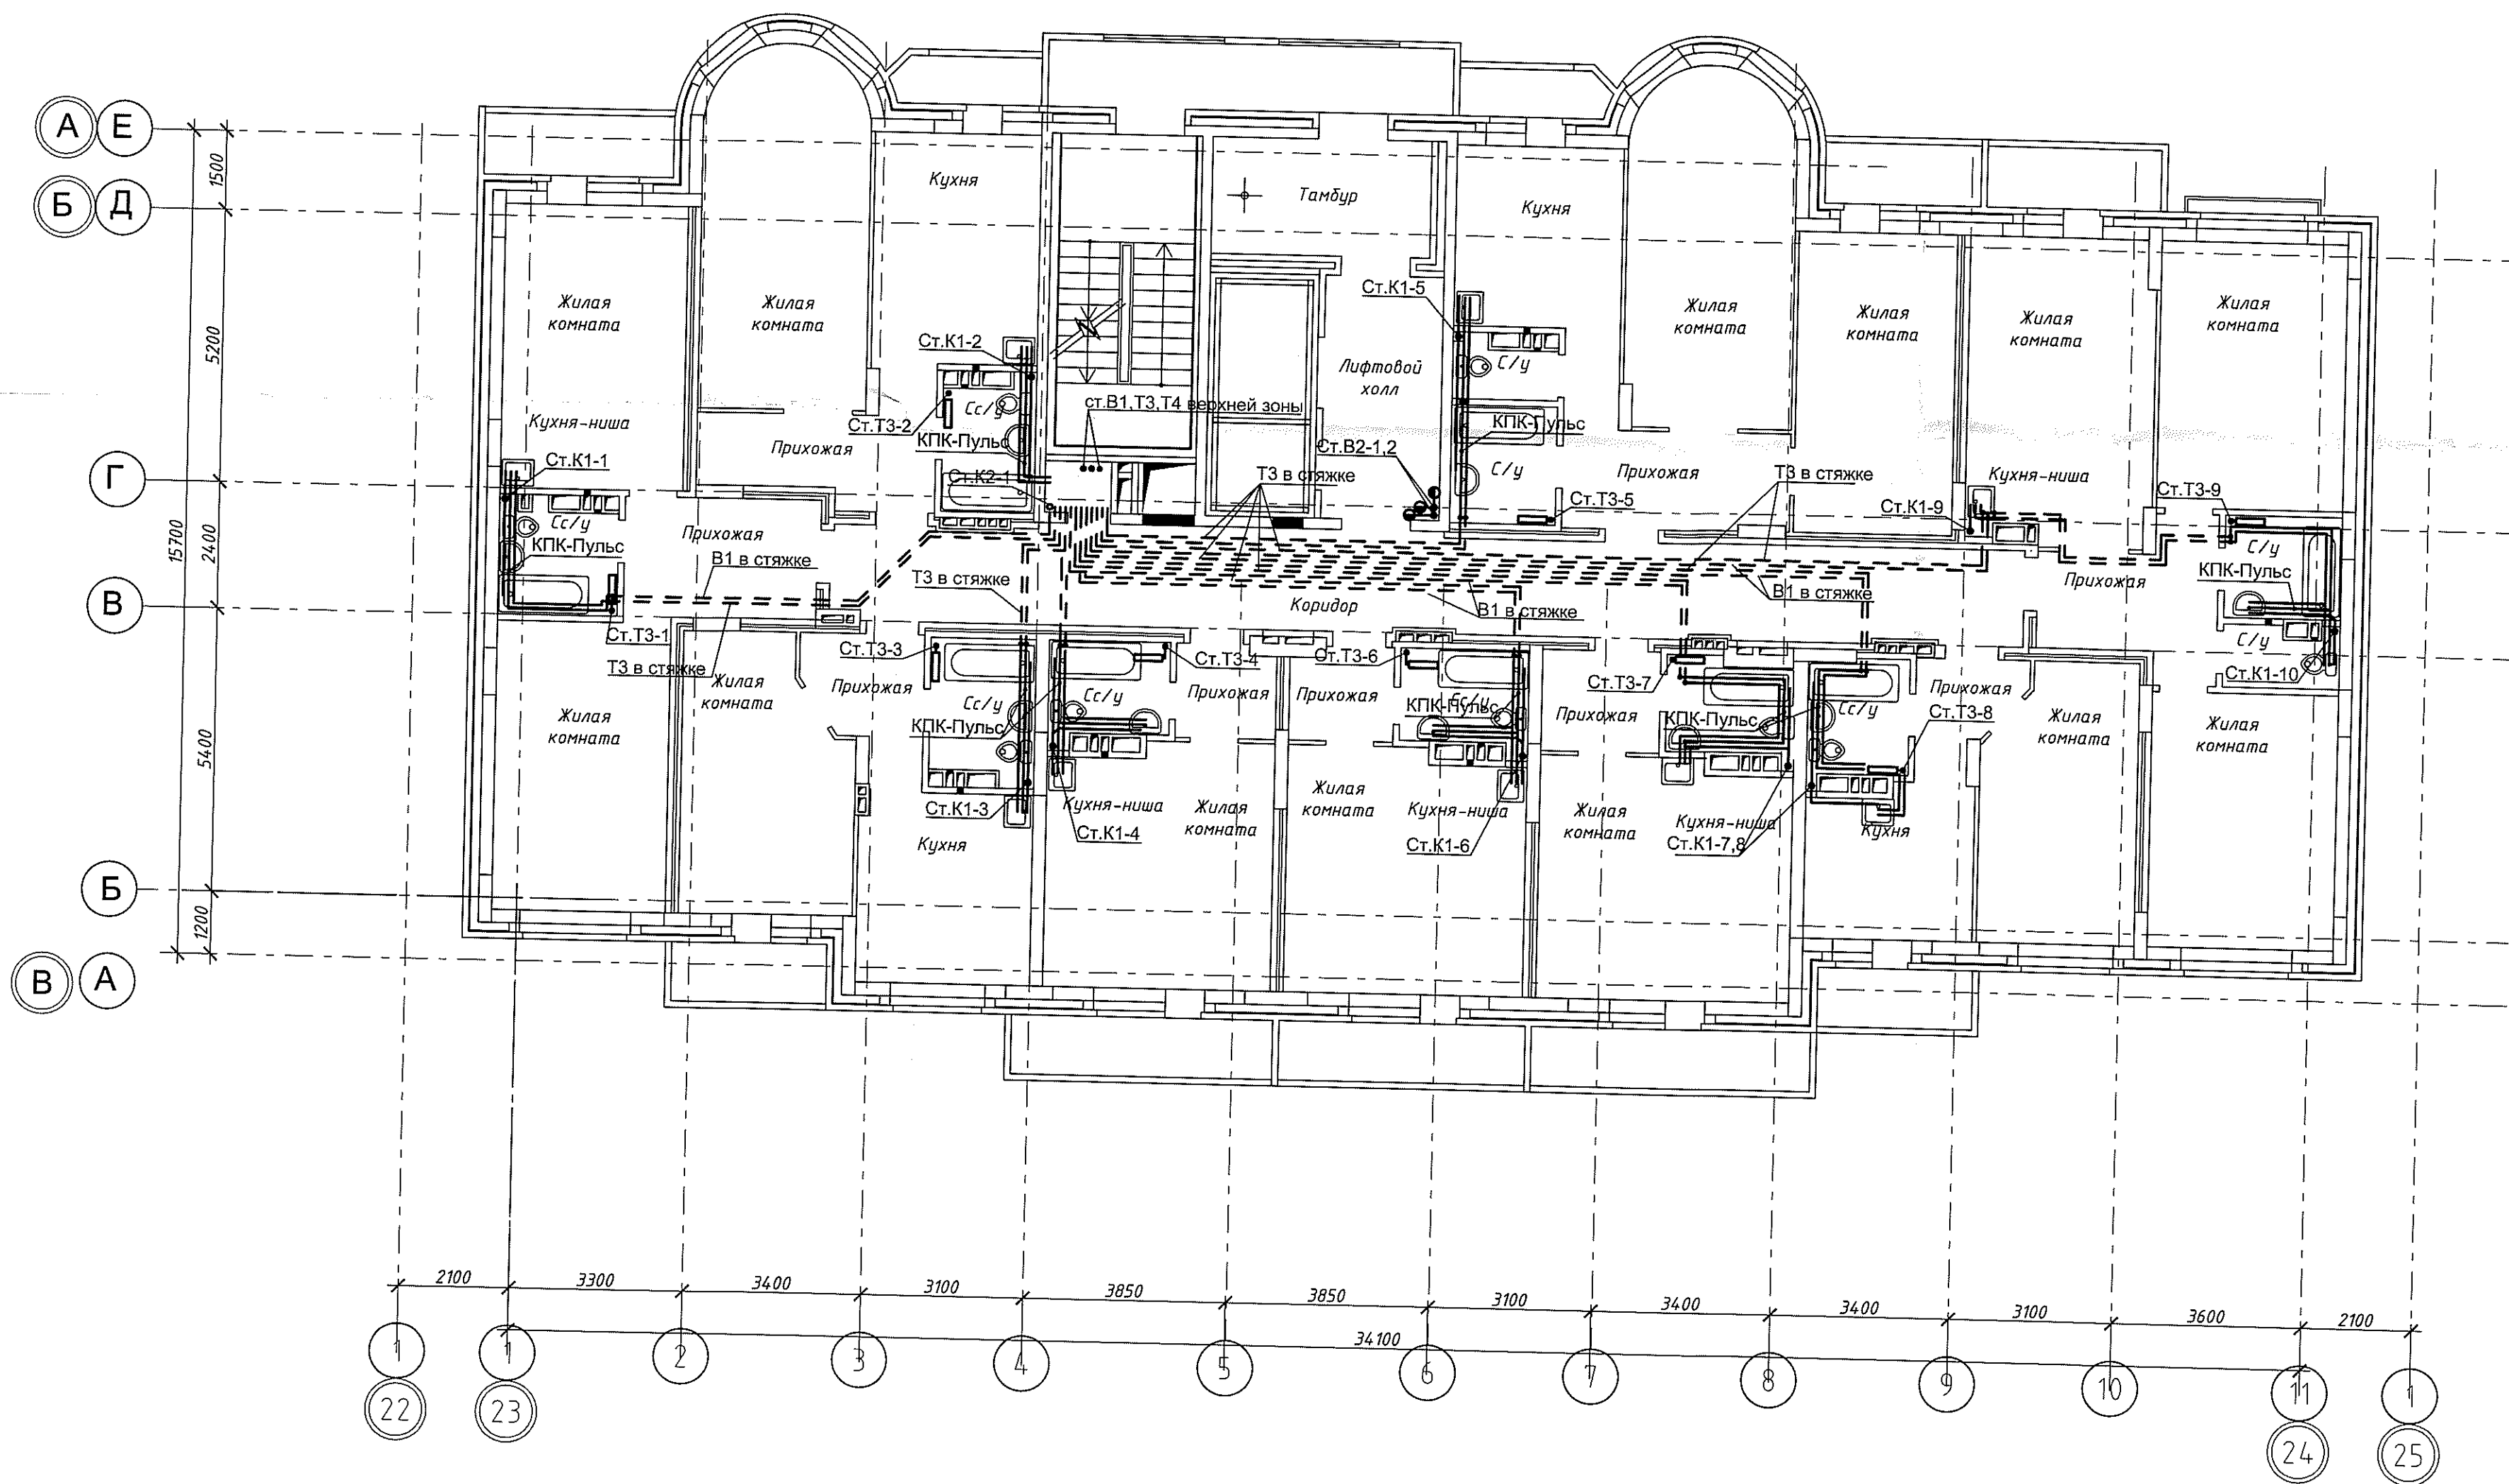 А
Е
1500
Б
Д
Кухня
Тамбур
Кухня
Жилая
комната
Жилая
комната
Ст.К1-5
Жилая
комната
Жилая
комната
Жилая
комната
Жилая
комната
5200
Ст.К1-2
С/у
Лифтовой
холл
Сс/у
ст.В1,Т3,Т4 верхней зоны
Кухня-ниша
Ст.Т3-2
Прихожая
КПК-Пульс
КПК-Пульс
Ст.В2-1,2
Г
Ст.К1-1
Ст.К2-1
Т3 в стяжке
С/у
Прихожая
Т3 в стяжке
Кухня-ниша
Ст.Т3-9
Ст.Т3-5
Ст.К1-9
15700
2400
Сс/у
Прихожая
КПК-Пульс
В1 в стяжке
Т3 в стяжке
С/у
КПК-Пульс
Прихожая
В
Коридор
В1 в стяжке
В1 в стяжке
Ст.Т3-1
Т3 в стяжке
Ст.Т3-3
Ст.Т3-4
Ст.Т3-6
Ст.Т3-7
С/у
Ст.К1-10
Жилая
комната
Прихожая
Сс/у
Сс/у
Прихожая
Прихожая
Сс/у
Прихожая
Сс/у
Прихожая
КПК-Пульс
КПК-Пульс
КПК-Пульс
Ст.Т3-8
Жилая
комната
Жилая
комната
Жилая
комната
5400
Ст.К1-3
Кухня-ниша
Жилая
комната
Жилая
комната
Кухня-ниша
Жилая
комната
Кухня-ниша
Кухня
Ст.К1-4
Кухня
Ст.К1-6
Ст.К1-7,8
Б
1200
В
А
2100
3300
3400
3100
3850
3850
3100
3400
3400
3100
3600
2100
34100
1
1
2
3
4
5
6
7
8
9
10
11
1
22
23
24
25